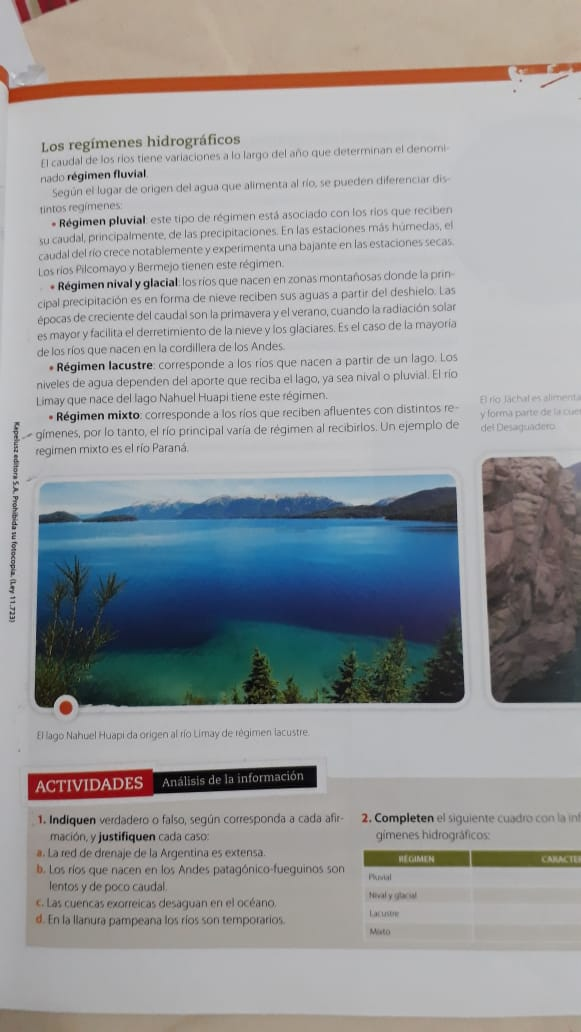 Los regímenes hidrográficos
El caudal de los ríos tiene variaciones a lo largo del año que determinan el denomi-
nado régimen fluvial.
Según el lugar de origen del agua que alimenta al río, se pueden diferenciar dis-
tintos regímenes:
• Régimen pluvial: este tipo de régimen está asociado con los ríos que reciben
su caudal, principalmente, de las precipitaciones. En las estaciones más húmedas, el
caudal del río crece notablemente y experimenta una bajante en las estaciones secas.
Los ríos Pilcomayo y Bermejo tienen este régimen.
• Régimen nival y glacial: los ríos que nacen en zonas montañosas donde la prin-
cipal precipitación es en forma de nieve reciben sus aguas a partir del deshielo. Las
épocas de creciente del caudal son la primavera y el verano, cuando la radiación solar
es mayor y facilita el derretimiento de la nieve y los glaciares. Es el caso de la mayoría
de los ríos que nacen en la cordillera de los Andes.
• Régimen lacustre: corresponde a los ríos que nacen a partir de un lago. Los
niveles de agua dependen del aporte que reciba el lago, ya sea nival o pluvial. El río
Limay que nace del lago Nahuel Huapi tiene este régimen.
• Régimen mixto: corresponde a los ríos que reciben afluentes con distintos re-
gímenes, por lo tanto, el río principal varía de régimen al recibirlos. Un ejemplo de
regimen mixto es el río Paraná.
El río Jáchal es alimenta
y forma parte de la cue
del Desaguadero.
Kapelusz editora S.A. Prohibida su fotocopia. (Ley 11.723)
El lago Nahuel Huapi da origen al río Limay de régimen lacustre.
ACTIVIDADES Análisis de la información
1. Indiquen verdadero o falso, según corresponda a cada afir-
mación, y justifiquen cada caso:
a. La red de drenaje de la Argentina es extensa.
b. Los ríos que nacen en los Andes patagónico-fueguinos son
lentos y de poco caudal.
c. Las cuencas exorreicas desaguan en el océano.
d. En la llanura pampeana los ríos son temporarios.
2. Completen el siguiente cuadro con la inf
gímenes hidrográficos:
RÉGIMEN CARACTE
Pluvial
Nival y glacial
Lacustre
Mixto